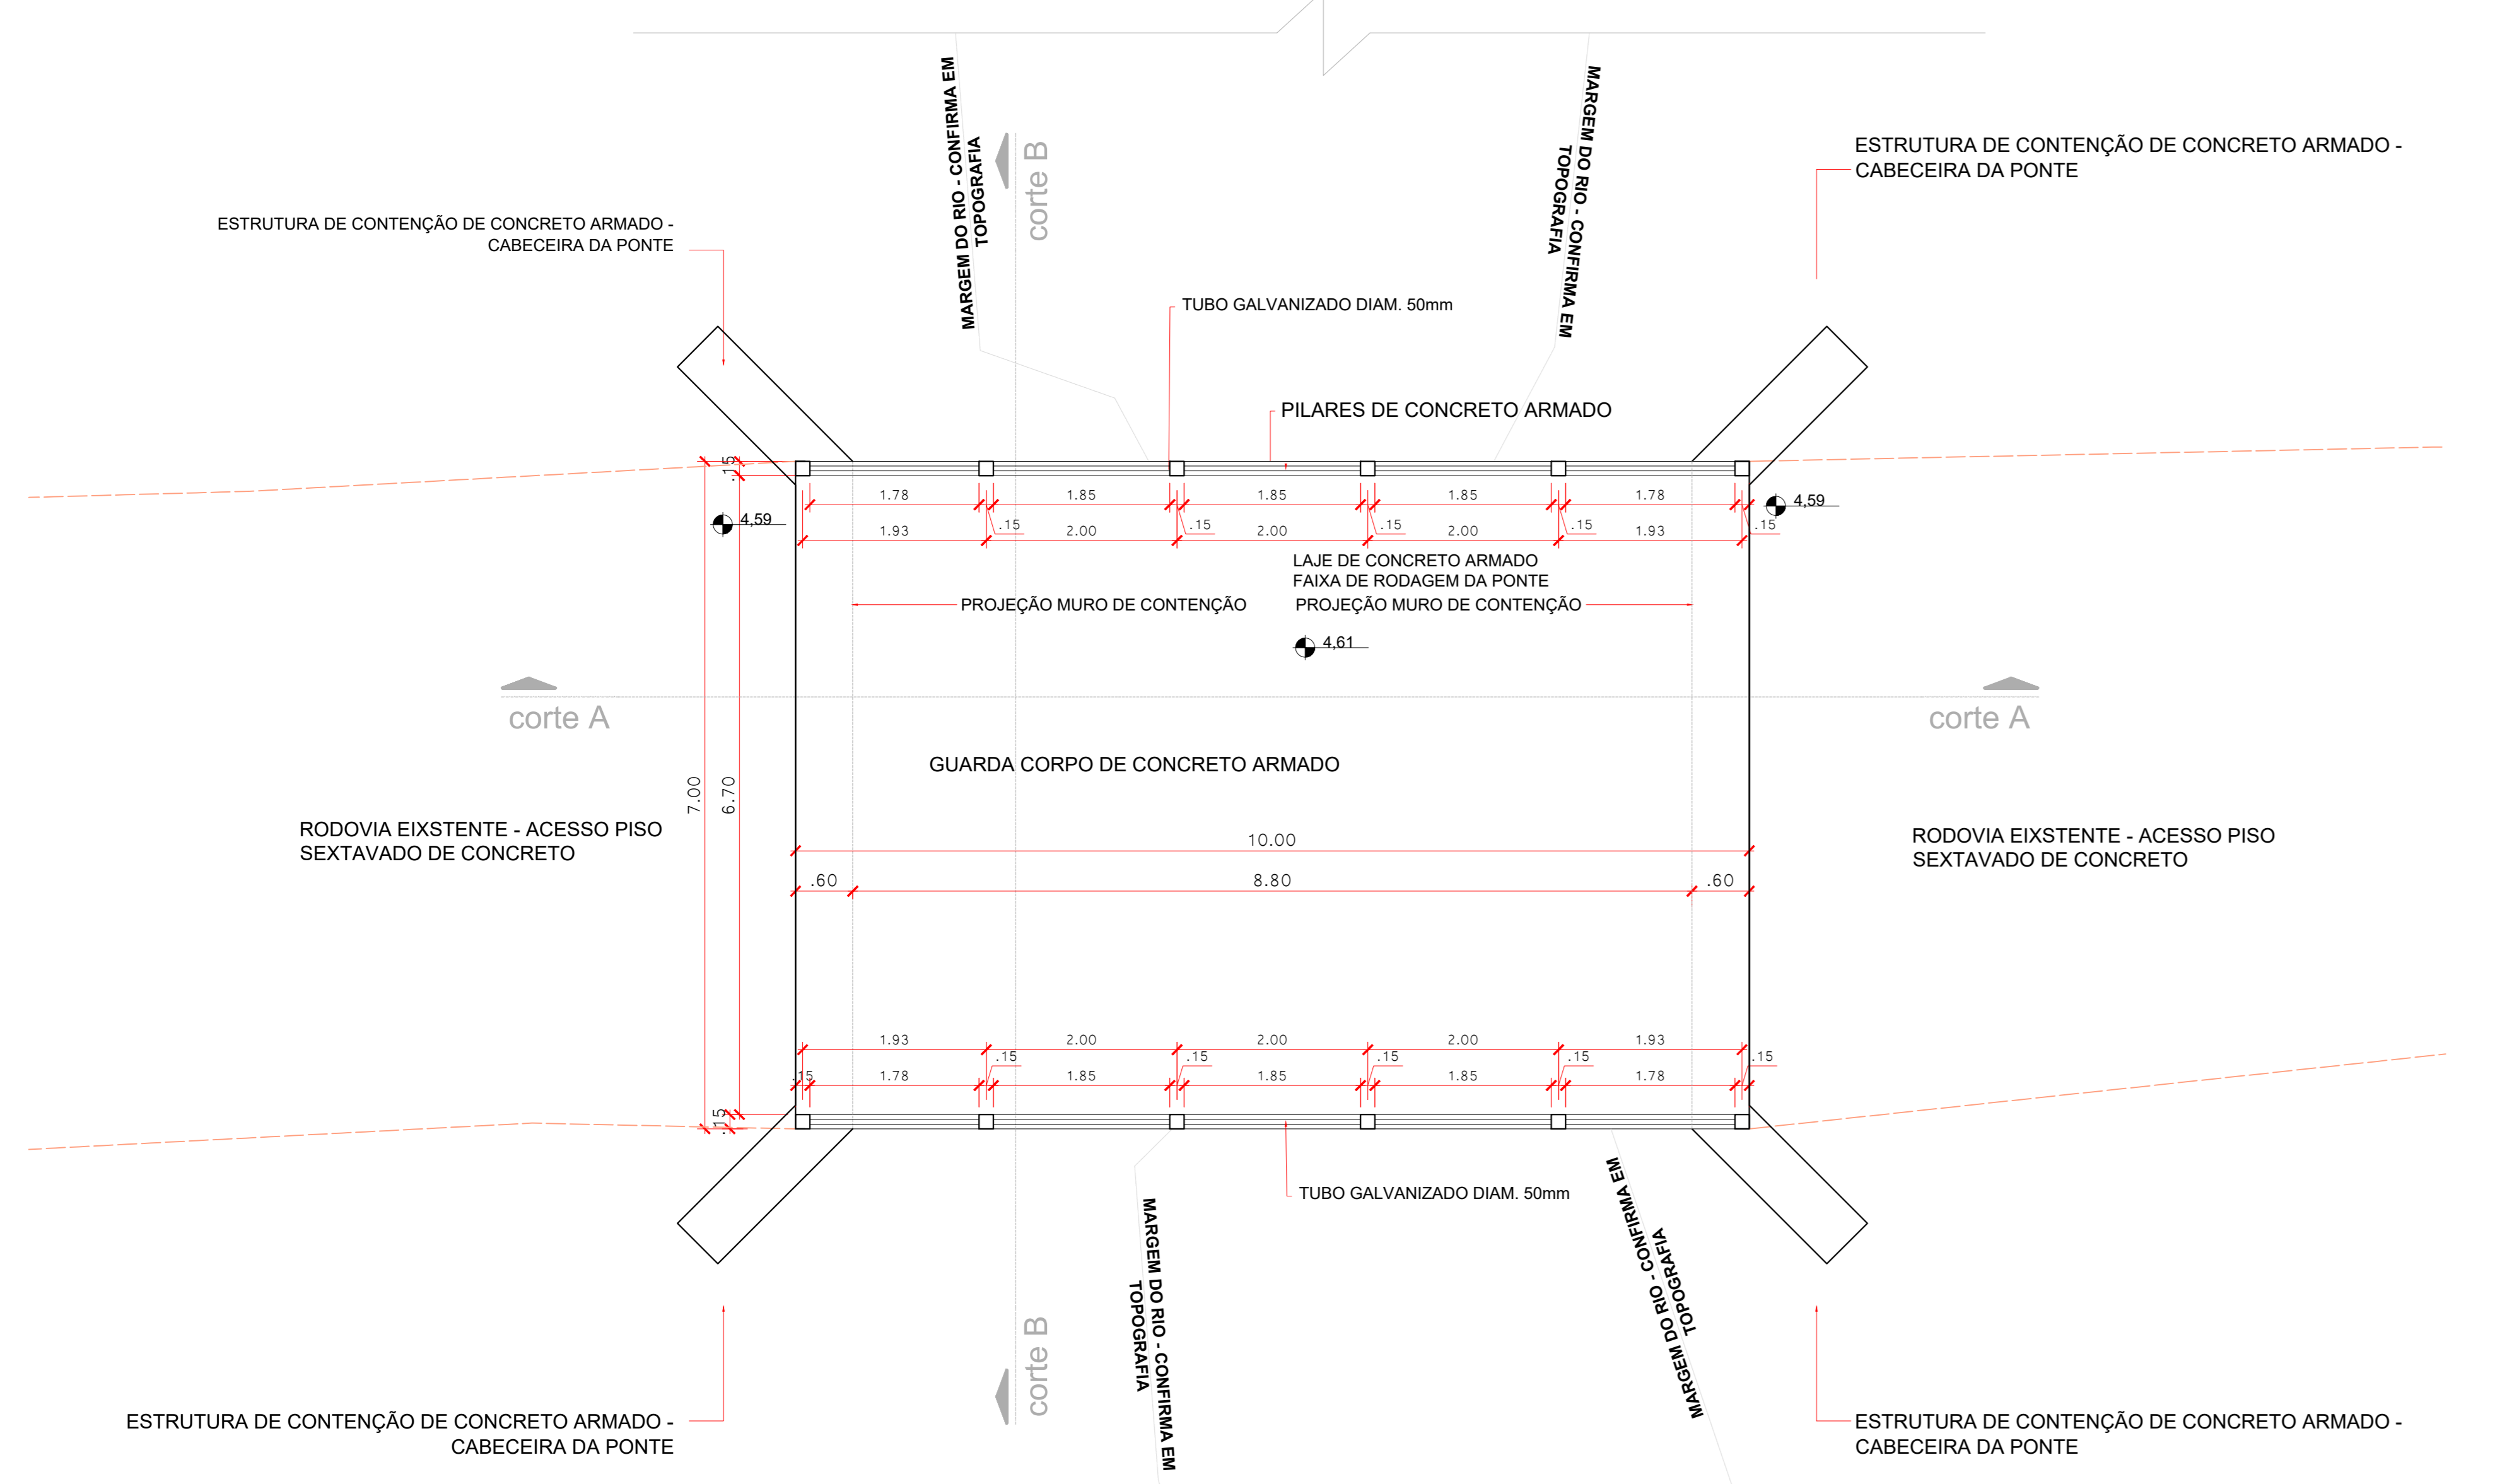 MARGEM DO RIO - CONFIRMA EM
TOPOGRAFIA
corte B
MARGEM DO RIO - CONFIRMA EM
TOPOGRAFIA
ESTRUTURA DE CONTENÇÃO DE CONCRETO ARMADO -
CABECEIRA DA PONTE
ESTRUTURA DE CONTENÇÃO DE CONCRETO ARMADO -
CABECEIRA DA PONTE
TUBO GALVANIZADO DIAM. 50mm
PILARES DE CONCRETO ARMADO
.15
1.78
1.85
1.85
1.85
1.78
4,59
4,59
.15
.15
.15
.15
.15
1.93
2.00
2.00
2.00
1.93
LAJE DE CONCRETO ARMADO
FAIXA DE RODAGEM DA PONTE
PROJEÇÃO MURO DE CONTENÇÃO
PROJEÇÃO MURO DE CONTENÇÃO
4,61
corte A
corte A
GUARDA CORPO DE CONCRETO ARMADO
7.00
6.70
RODOVIA EIXSTENTE - ACESSO PISO
SEXTAVADO DE CONCRETO
RODOVIA EIXSTENTE - ACESSO PISO
SEXTAVADO DE CONCRETO
10.00
.60
8.80
.60
1.93
2.00
2.00
2.00
1.93
.15
.15
.15
.15
.15
.15
1.78
1.85
1.85
1.85
1.78
.15
TUBO GALVANIZADO DIAM. 50mm
MARGEM DO RIO - CONFIRMA EM
TOPOGRAFIA
MARGEM DO RIO - CONFIRMA EM
TOPOGRAFIA
corte B
ESTRUTURA DE CONTENÇÃO DE CONCRETO ARMADO -
CABECEIRA DA PONTE
ESTRUTURA DE CONTENÇÃO DE CONCRETO ARMADO -
CABECEIRA DA PONTE